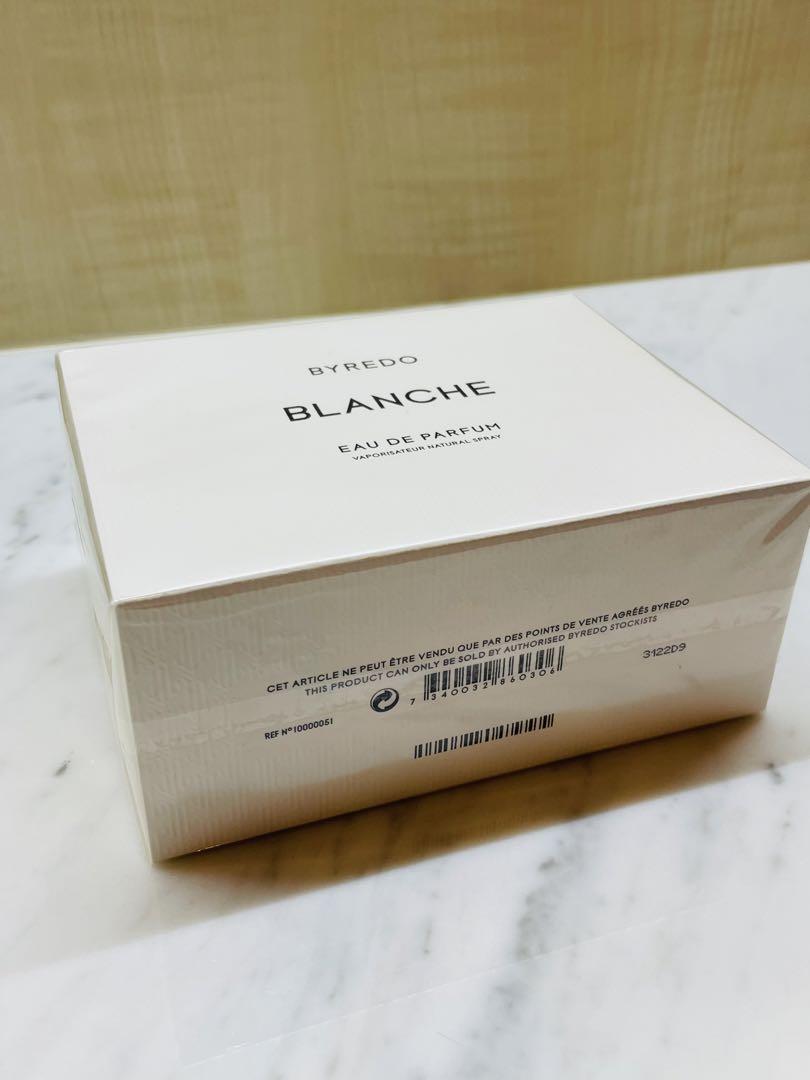 BYREDO
BLANCHE
EAU DE PARFUM
VAPORISATEUR NATURAL SPRAY
CET ARTICLE NE PEUT ÊTRE VENDU QUE PAR DES POINTS DE VENTE AGRÉÉS BYREDO
THIS PRODUCT CAN ONLY BE SOLD BY AUTHORISED BYREDO STOCKISTS
3122D9
7 340032 860306
REF N°10000051